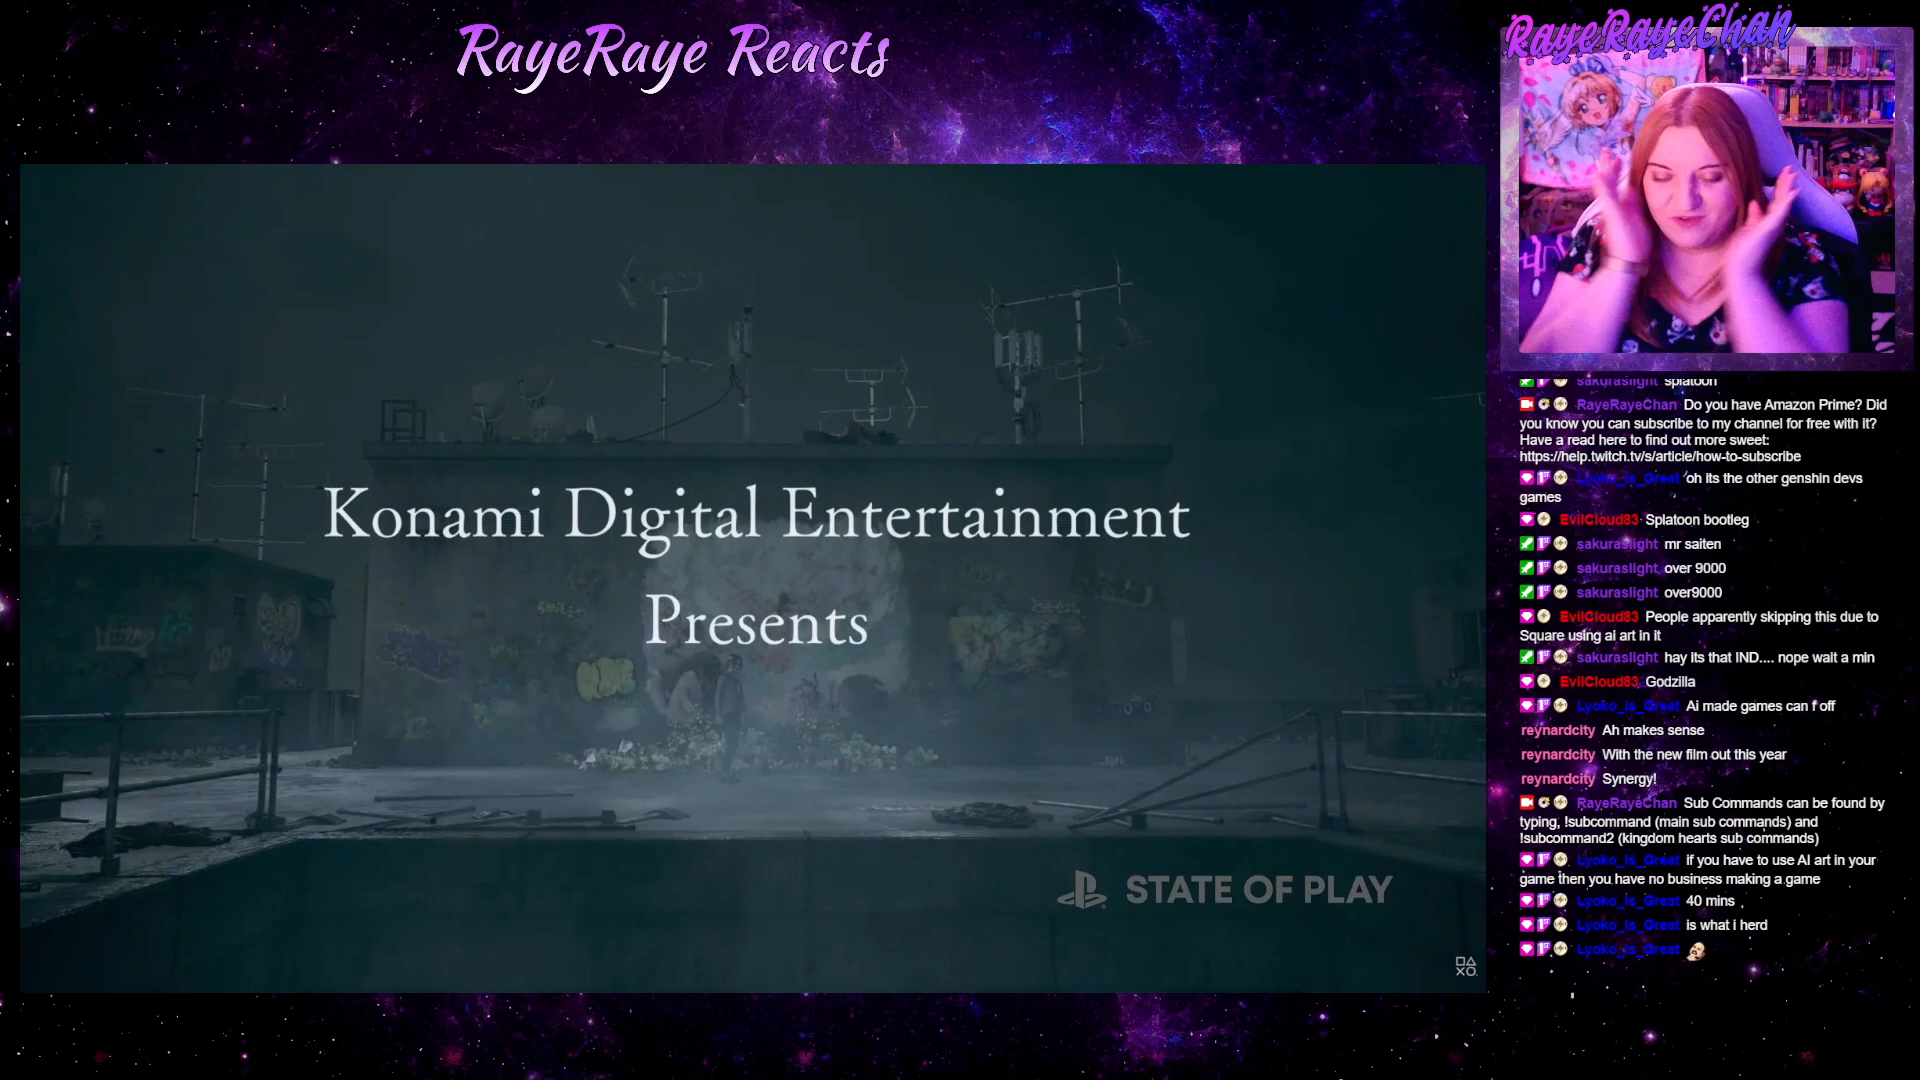 RayeRaye Reacts
RayeRayeChan
Konami Digital Entertainment
Presents
STATE OF PLAY
sakuraslight splatoon
RayeRayeChan Do you have Amazon Prime? Did
you know you can subscribe to my channel for free with it?
Have a read here to find out more sweet:
https://help.twitch.tv/s/article/how-to-subscribe
Lyoko_Is_Great oh its the other genshin devs
games
EvilCloud83 Splatoon bootleg
sakuraslight mr saiten
sakuraslight over 9000
sakuraslight over9000
EvilCloud83 People apparently skipping this due to
Square using ai art in it
sakuraslight hay its that IND.... nope wait a min
EvilCloud83 Godzilla
Lyoko_Is_Great Ai made games can f off
reynardcity Ah makes sense
reynardcity With the new film out this year
reynardcity Synergy!
RayeRayeChan Sub Commands can be found by
typing, !subcommand (main sub commands) and
!subcommand2 (kingdom hearts sub commands)
Lyoko_Is_Great if you have to use AI art in your
game then you have no business making a game
Lyoko_Is_Great 40 mins
Lyoko_Is_Great is what i herd
Lyoko_Is_Great